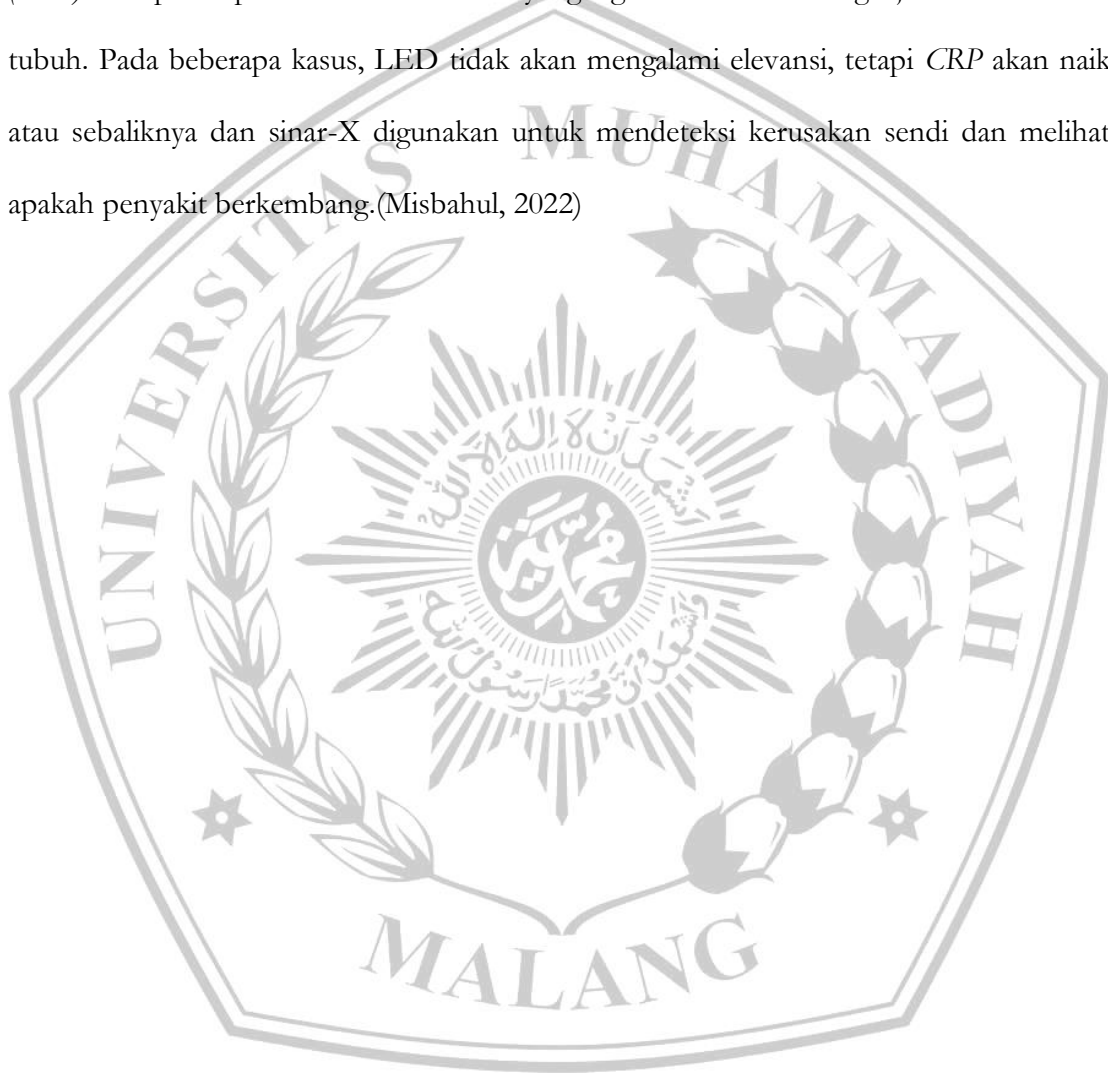 tubuh. Pada beberapa kasus, LED tidak akan mengalami elevansi, tetapi CRP akan naik
atau sebaliknya dan sinar-X digunakan untuk mendeteksi kerusakan sendi dan melihat
apakah penyakit berkembang.(Misbahul, 2022)
UNIVERSITAS MUHAMMADIYAH
MALANG